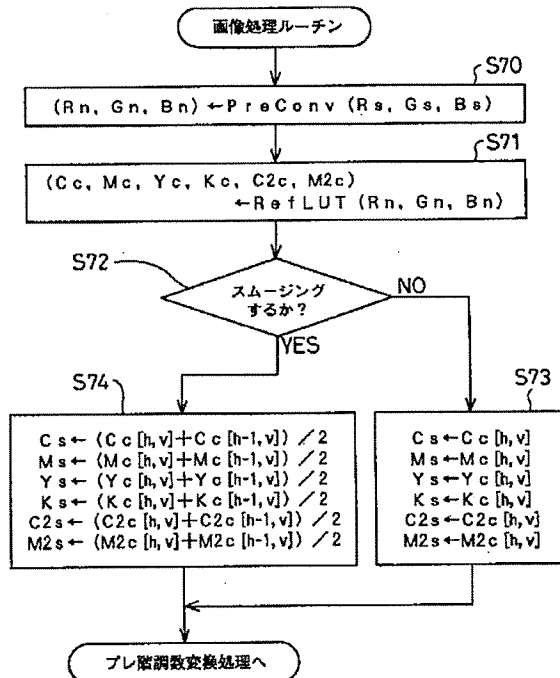 画像処理ルーチン
S70
(Rn, Gn, Bn)←PreConv(Rs, Gs, Bs)
S71
(Cc, Mc, Yc, Kc, C2c, M2c)
←RefLUT(Rn, Gn, Bn)
S72
スムージング
するか?
NO
YES
S74
Cs←(Cc[h,v]+Cc[h-1,v])/2
Ms←(Mc[h,v]+Mc[h-1,v])/2
Ys←(Yc[h,v]+Yc[h-1,v])/2
Ks←(Kc[h,v]+Kc[h-1,v])/2
C2s←(C2c[h,v]+C2c[h-1,v])/2
M2s←(M2c[h,v]+M2c[h-1,v])/2
S73
Cs←Cc[h,v]
Ms←Mc[h,v]
Ys←Yc[h,v]
Ks←Kc[h,v]
C2s←C2c[h,v]
M2s←M2c[h,v]
プレ階調数変換処理へ